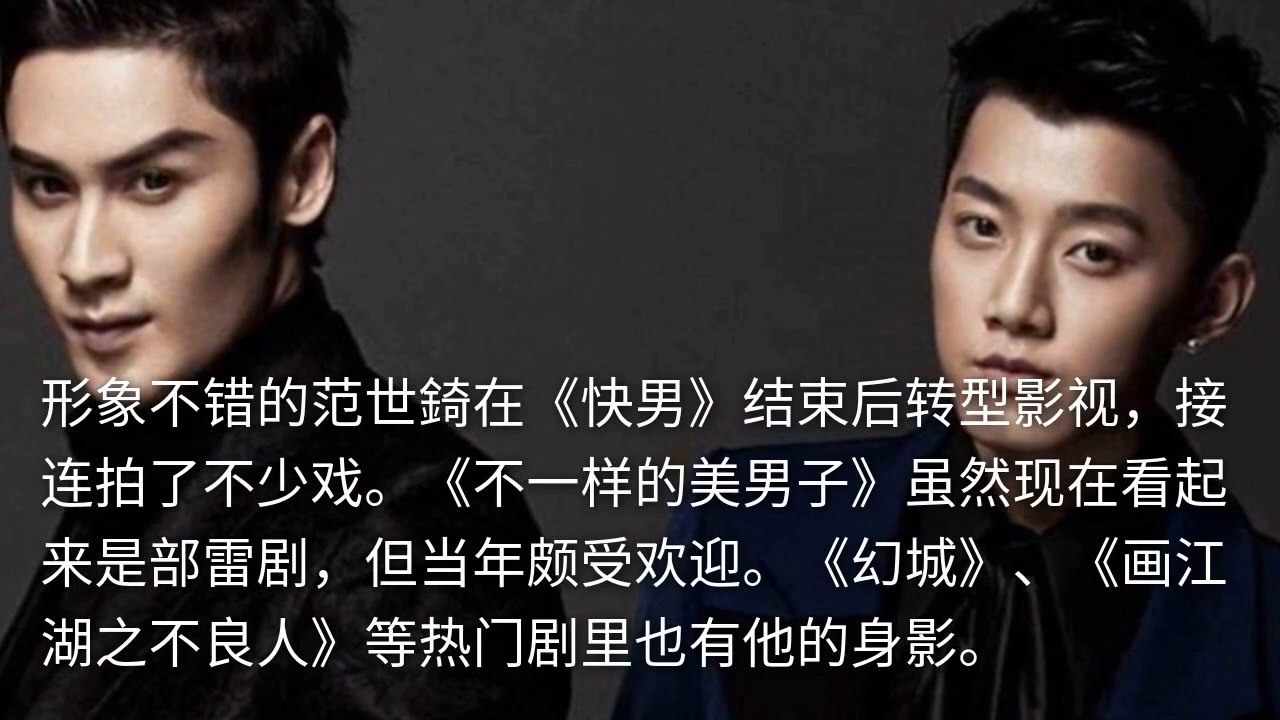 形象不错的范世錡在《快男》结束后转型影视，接
连拍了不少戏。《不一样的美男子》虽然现在看起
来是部雷剧，但当年颇受欢迎。《幻城》、《画江
湖之不良人》等热门剧里也有他的身影。